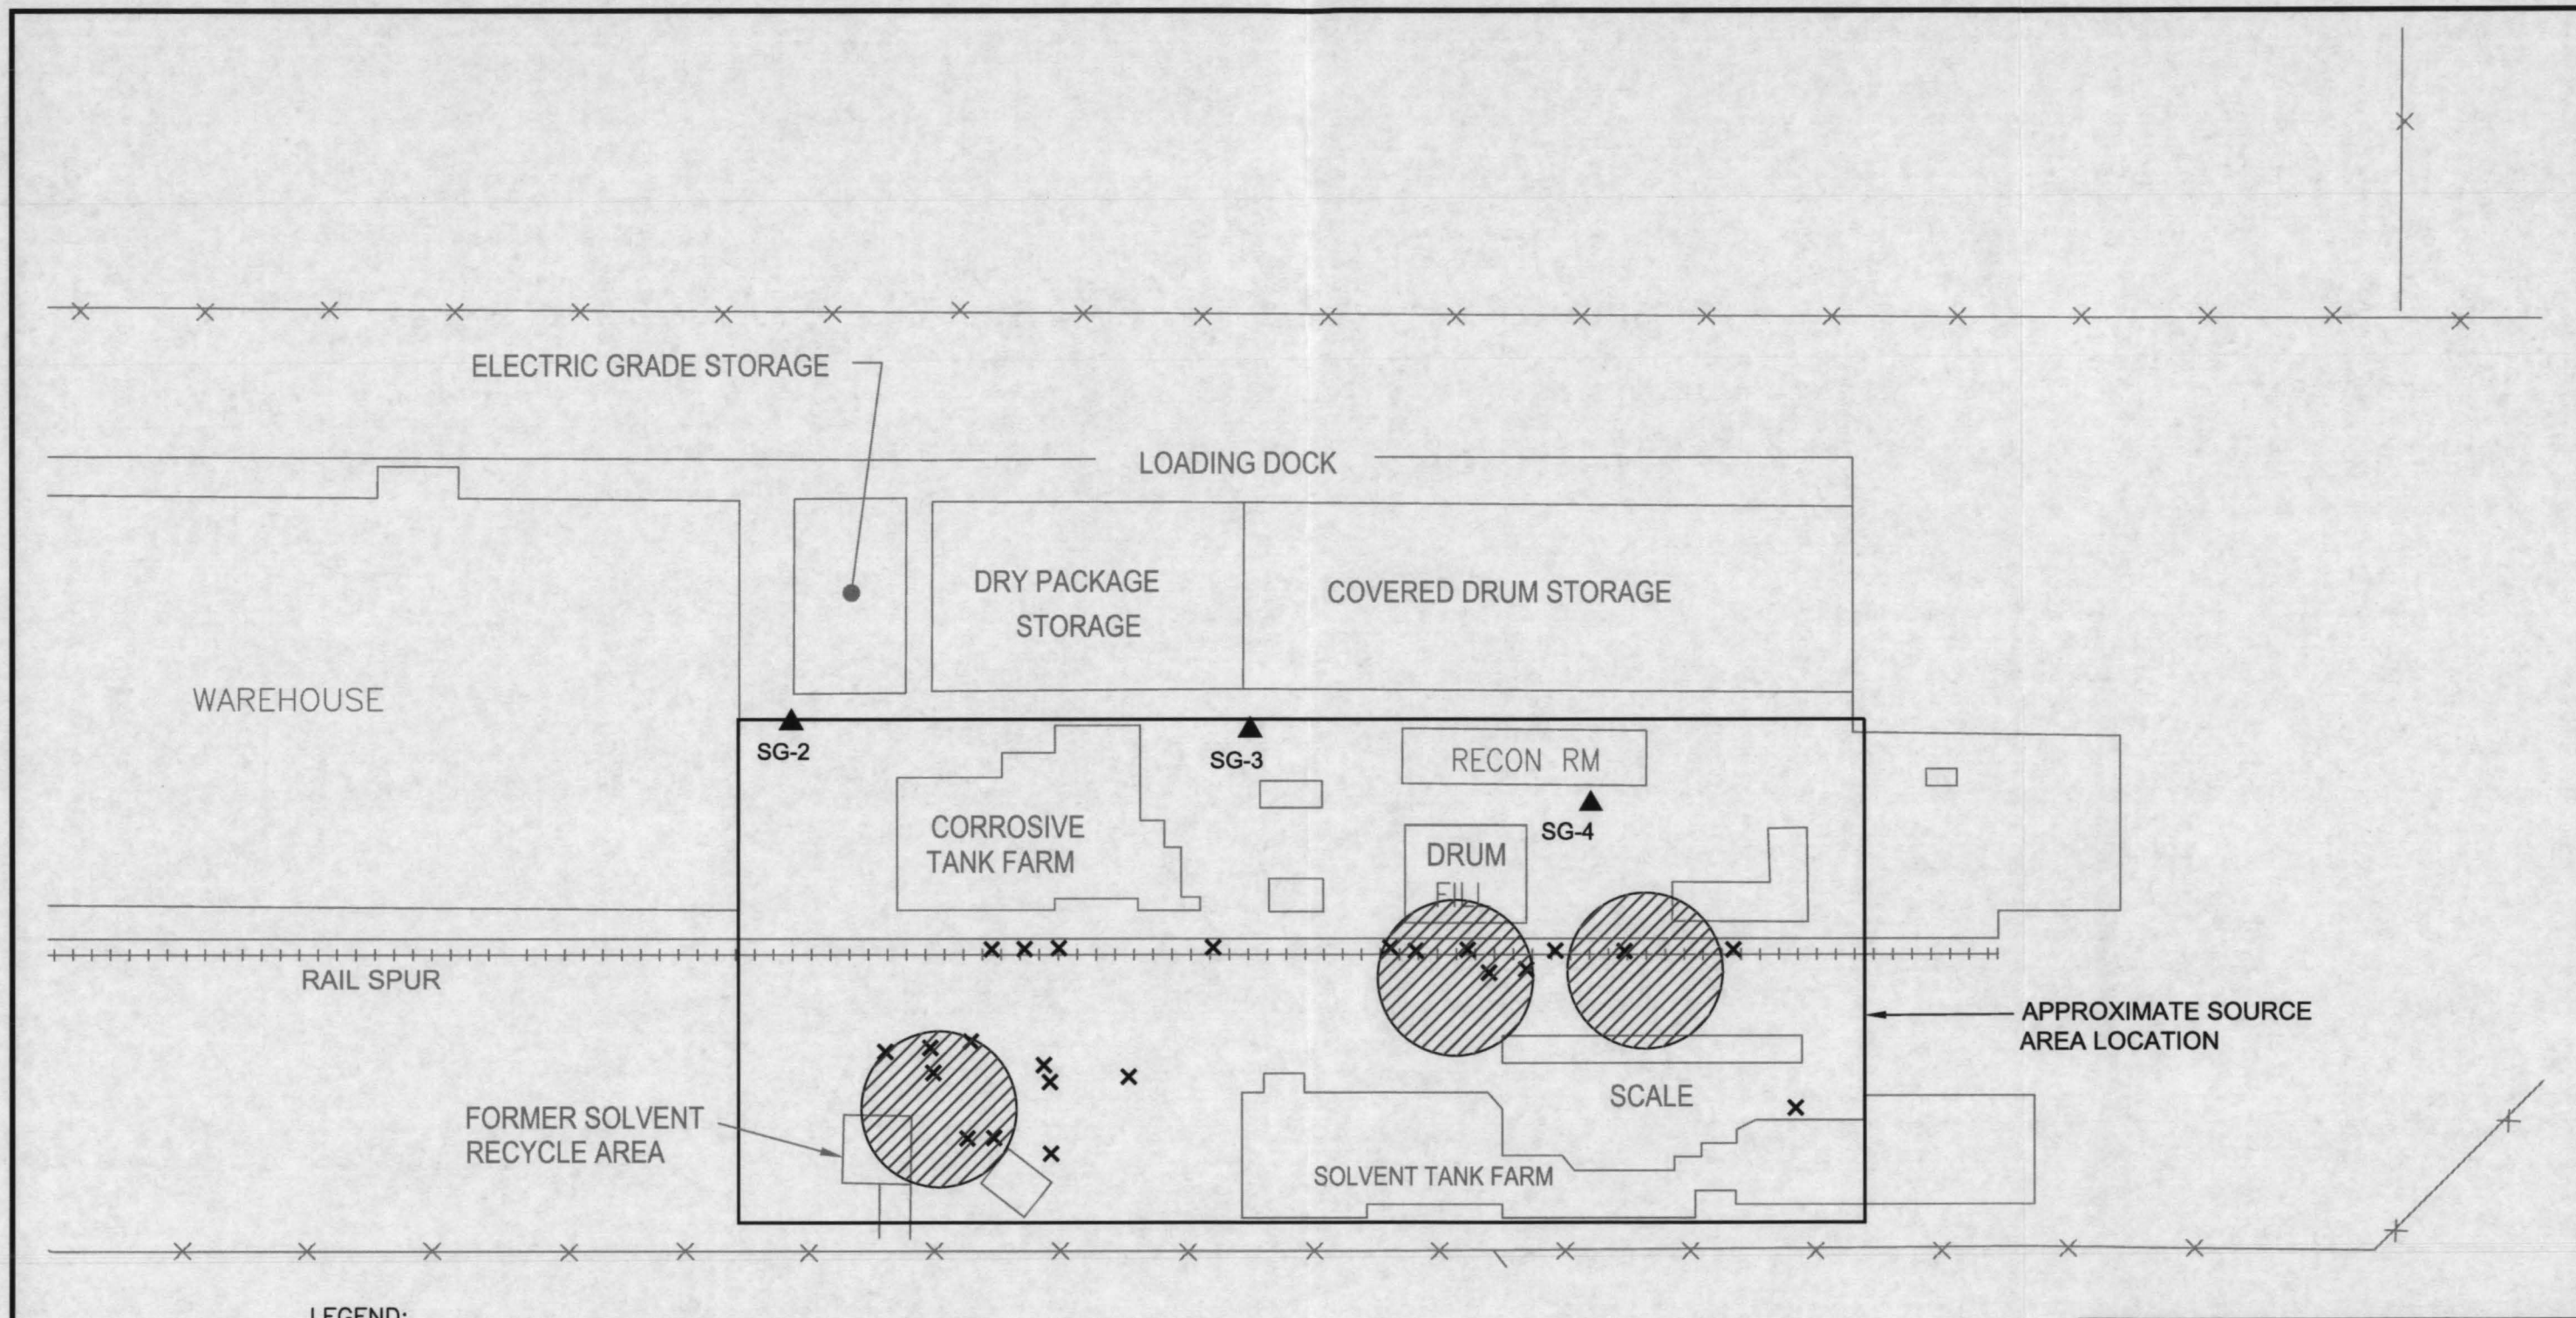 ELECTRIC GRADE STORAGE
LOADING DOCK
DRY PACKAGE
STORAGE
COVERED DRUM STORAGE
WAREHOUSE
SG-2
SG-3
RECON RM
SG-4
CORROSIVE
TANK FARM
DRUM
FILL
RAIL SPUR
APPROXIMATE SOURCE
AREA LOCATION
FORMER SOLVENT
RECYCLE AREA
SCALE
SOLVENT TANK FARM
LEGEND: